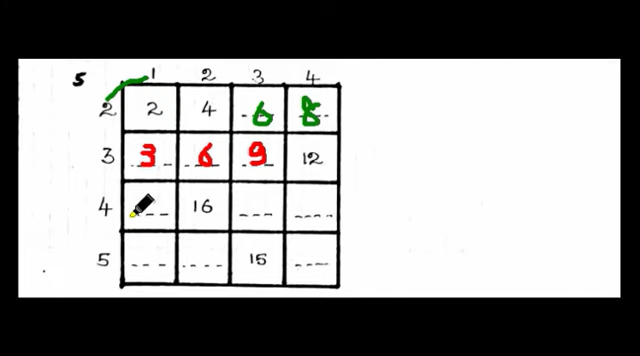 5 1 2 3 4
2 2 4 6 8
3 3 6 9 12
4 _ _ _ 16 _ _ _ _ _ _ _
5 _ _ _ _ _ _ _ 15 _ _ _